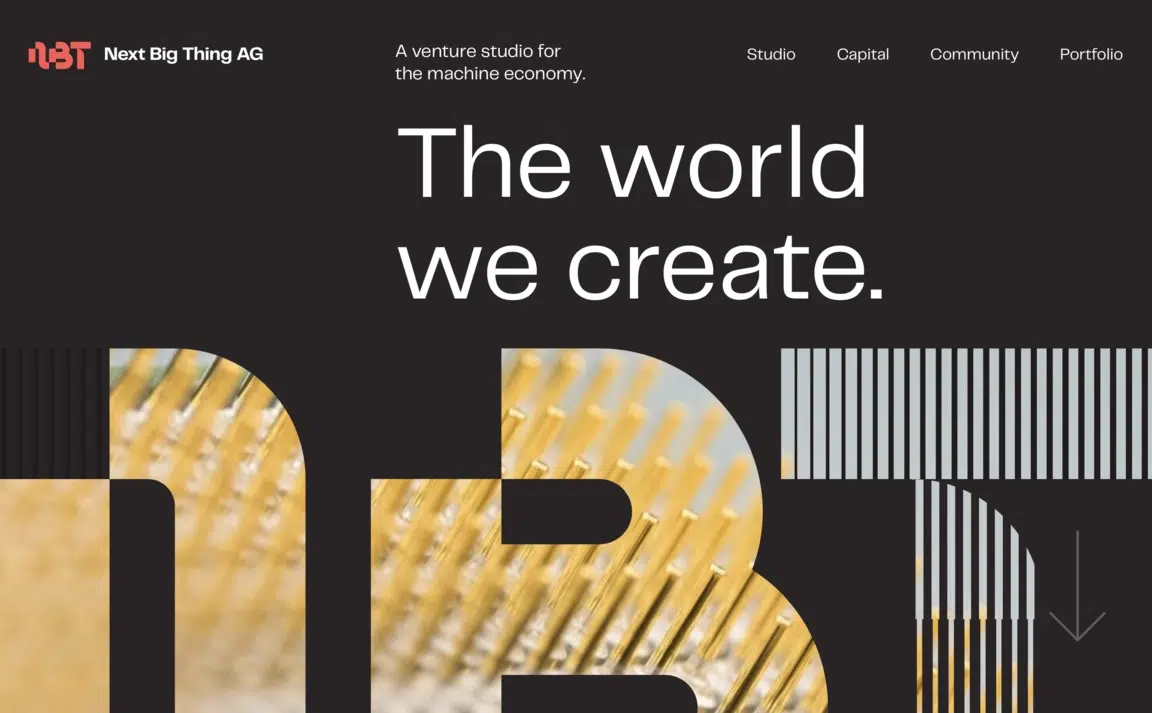 NBT Next Big Thing AG
A venture studio for
the machine economy.
Studio Capital Community Portfolio
The world
we create.
NBT